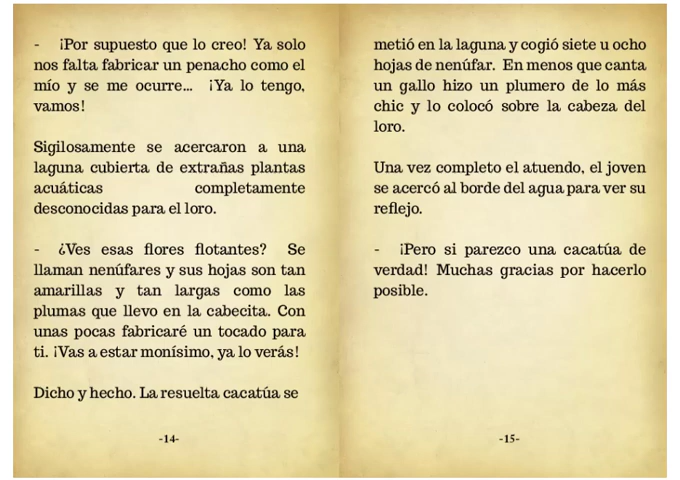 - ¡Por supuesto que lo creo! Ya solo
nos falta fabricar un penacho como el
mío y se me ocurre... ¡Ya lo tengo,
vamos!
Sigilosamente se acercaron a una
laguna cubierta de extrañas plantas
acuáticas completamente
desconocidas para el loro.
- ¿Ves esas flores flotantes? Se
llaman nenúfares y sus hojas son tan
amarillas y tan largas como las
plumas que llevo en la cabecita. Con
unas pocas fabricaré un tocado para
ti. ¡Vas a estar monísimo, ya lo verás!
Dicho y hecho. La resuelta cacatúa se
-14-
metió en la laguna y cogió siete u ocho
hojas de nenúfar. En menos que canta
un gallo hizo un plumero de lo más
chic y lo colocó sobre la cabeza del
loro.
Una vez completo el atuendo, el joven
se acercó al borde del agua para ver su
reflejo.
- ¡Pero si parezco una cacatúa de
verdad! Muchas gracias por hacerlo
posible.
-15-